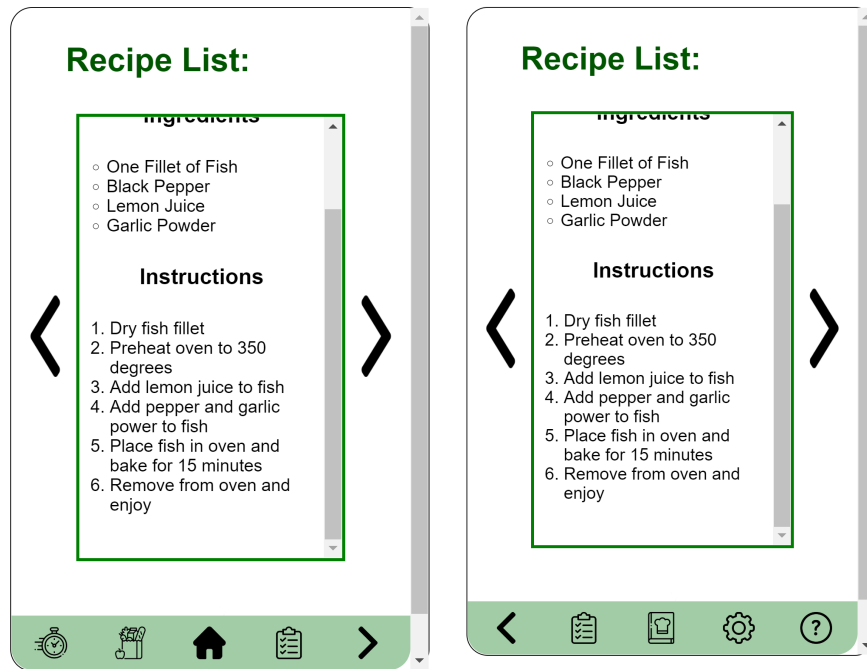 Recipe List:
Ingredients
One Fillet of Fish
Black Pepper
Lemon Juice
Garlic Powder
Instructions
1. Dry fish fillet
2. Preheat oven to 350
degrees
3. Add lemon juice to fish
4. Add pepper and garlic
power to fish
5. Place fish in oven and
bake for 15 minutes
6. Remove from oven and
enjoy
Recipe List:
Ingredients
One Fillet of Fish
Black Pepper
Lemon Juice
Garlic Powder
Instructions
1. Dry fish fillet
2. Preheat oven to 350
degrees
3. Add lemon juice to fish
4. Add pepper and garlic
power to fish
5. Place fish in oven and
bake for 15 minutes
6. Remove from oven and
enjoy
?